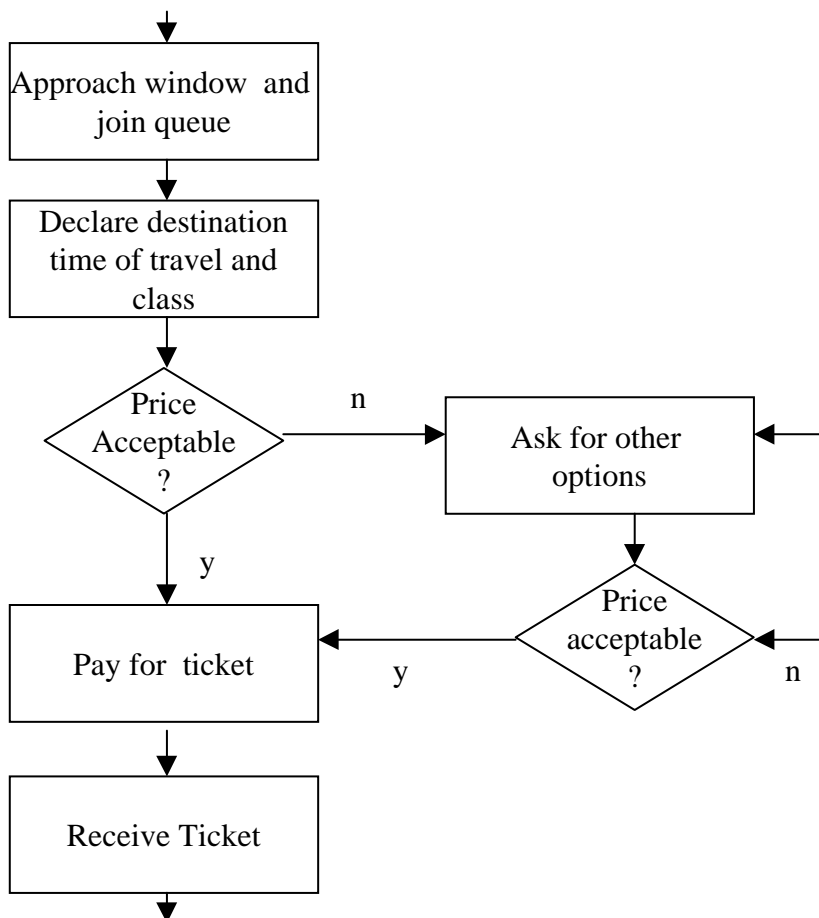 Approach window and
join queue
Declare destination
time of travel and
class
Price
Acceptable
?
n
Ask for other
options
y
Pay for ticket
Price
acceptable
?
y
n
Receive Ticket